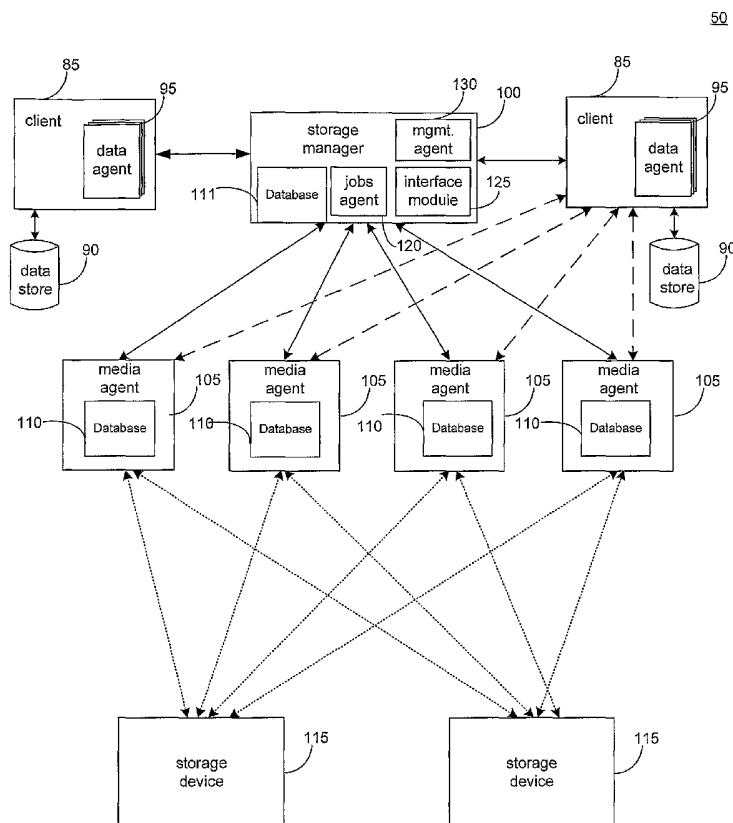 50
85
95
client
data
agent
90
data
store
130
100
storage
manager
mgmt.
agent
111
Database
jobs
agent
interface
module
125
120
85
95
client
data
agent
90
data
store
media
agent
105
110
Database
media
agent
105
110
Database
media
agent
105
110
Database
media
agent
105
110
Database
storage
device
115
storage
device
115